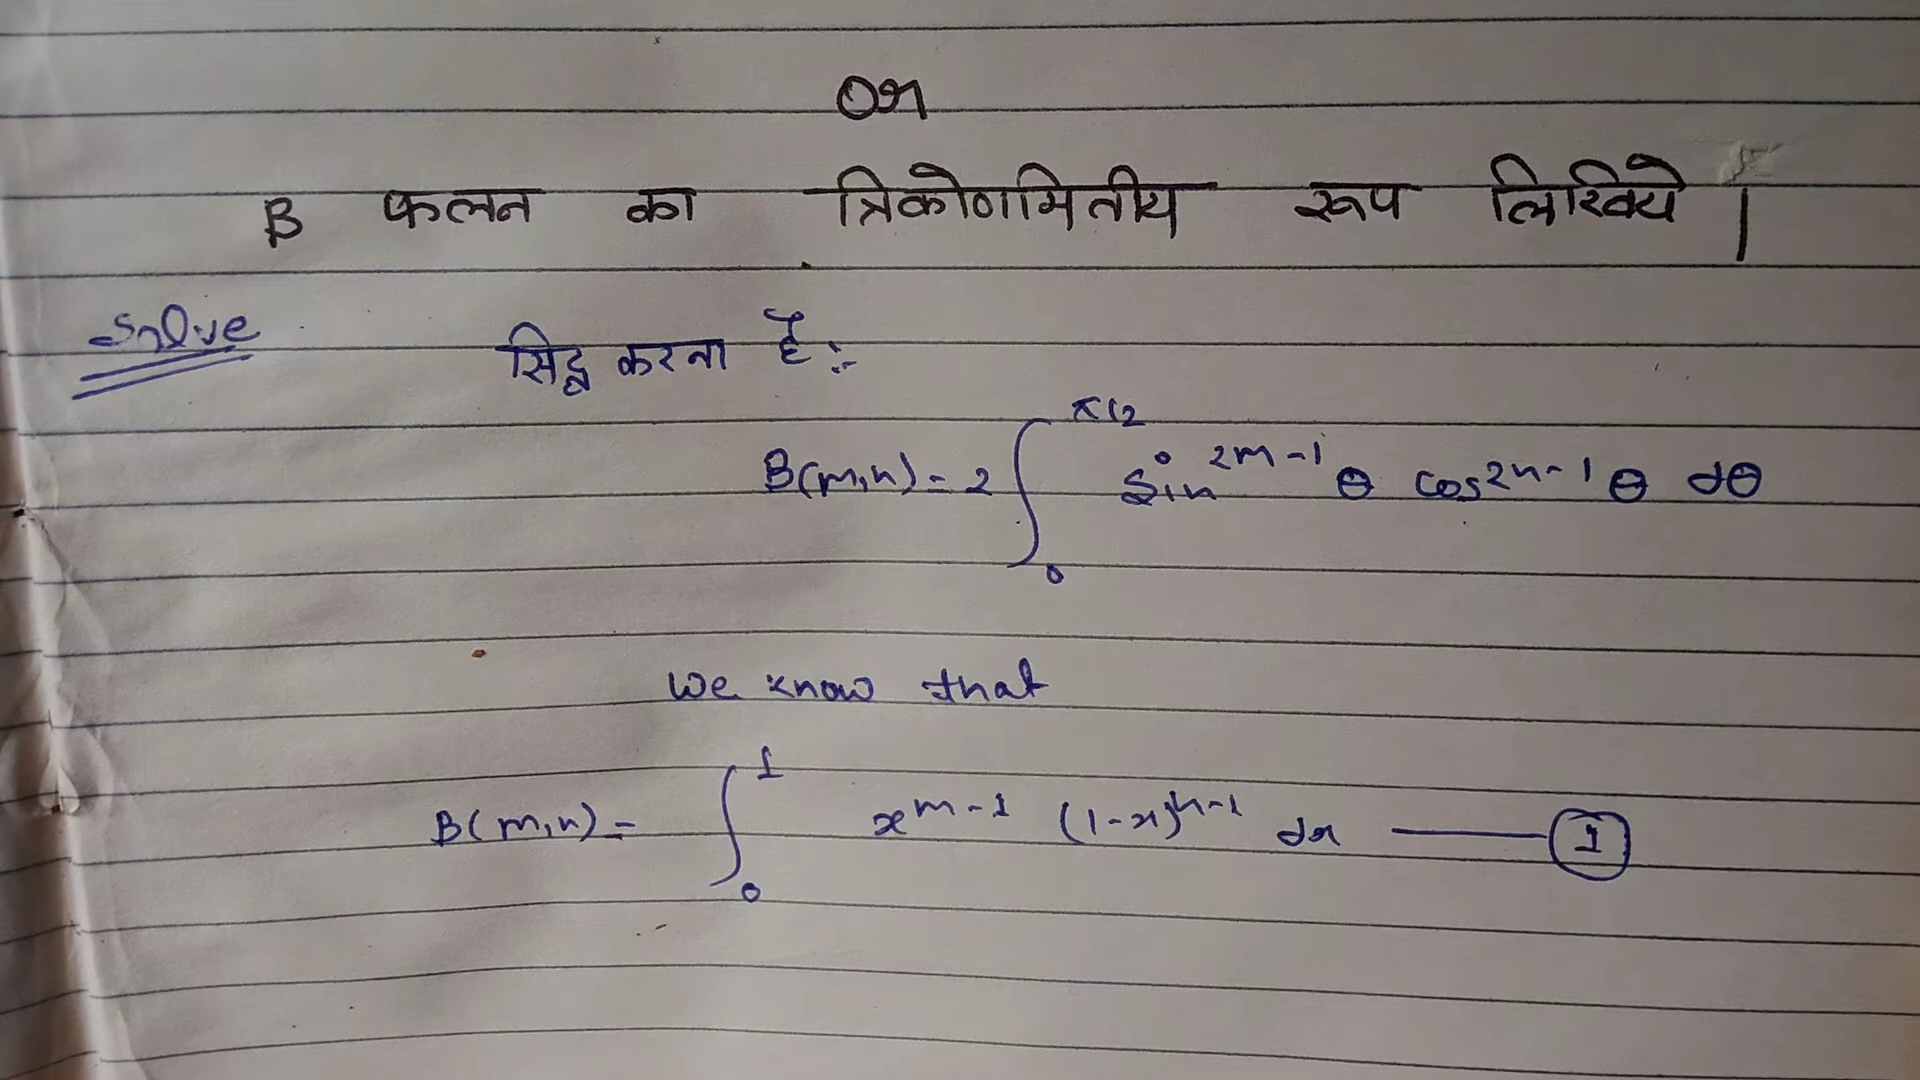 Or
B फलन का त्रिकोणमितीय रूप लिखिये |
Solve सिद्ध करना है :-
B(m,n) = 2 ∫₀^{π/2} sin^{2m-1} θ cos^{2n-1} θ dθ
We know that
B(m,n) = ∫₀^{1} x^{m-1} (1-x)^{n-1} dx —— 1